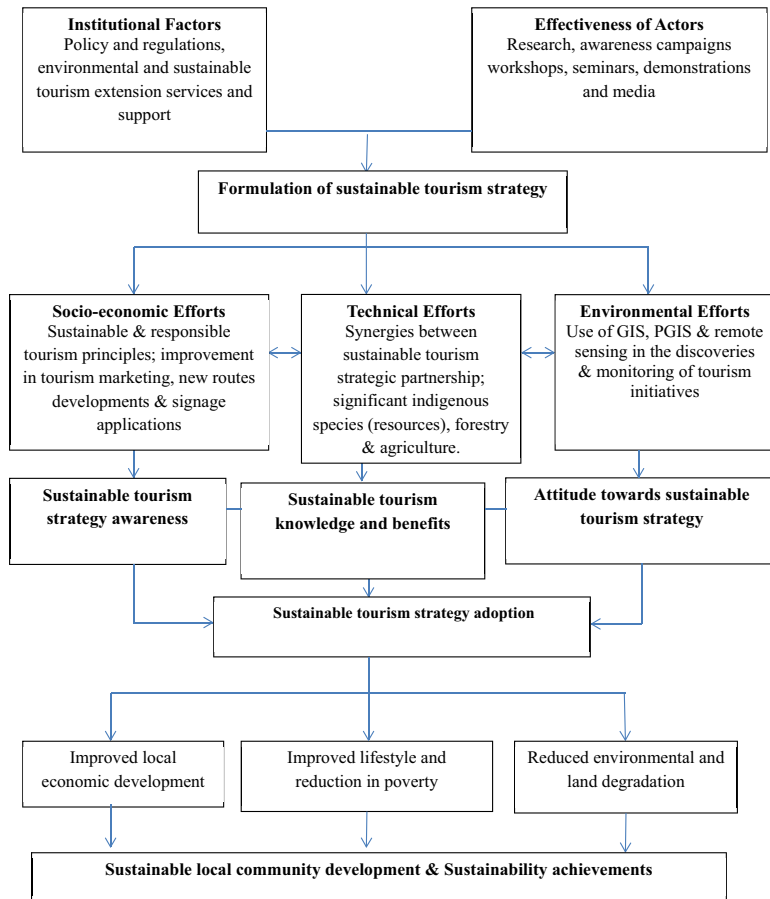 Institutional Factors
Policy and regulations,
environmental and sustainable
tourism extension services and
support
Effectiveness of Actors
Research, awareness campaigns
workshops, seminars, demonstrations
and media
Formulation of sustainable tourism strategy
Socio-economic Efforts
Sustainable & responsible
tourism principles; improvement
in tourism marketing, new routes
developments & signage
applications
Technical Efforts
Synergies between
sustainable tourism
strategic partnership;
significant indigenous
species (resources), forestry
& agriculture.
Environmental Efforts
Use of GIS, PGIS & remote
sensing in the discoveries
& monitoring of tourism
initiatives
Sustainable tourism
strategy awareness
Sustainable tourism
knowledge and benefits
Attitude towards sustainable
tourism strategy
Sustainable tourism strategy adoption
Improved local
economic development
Improved lifestyle and
reduction in poverty
Reduced environmental and
land degradation
Sustainable local community development & Sustainability achievements